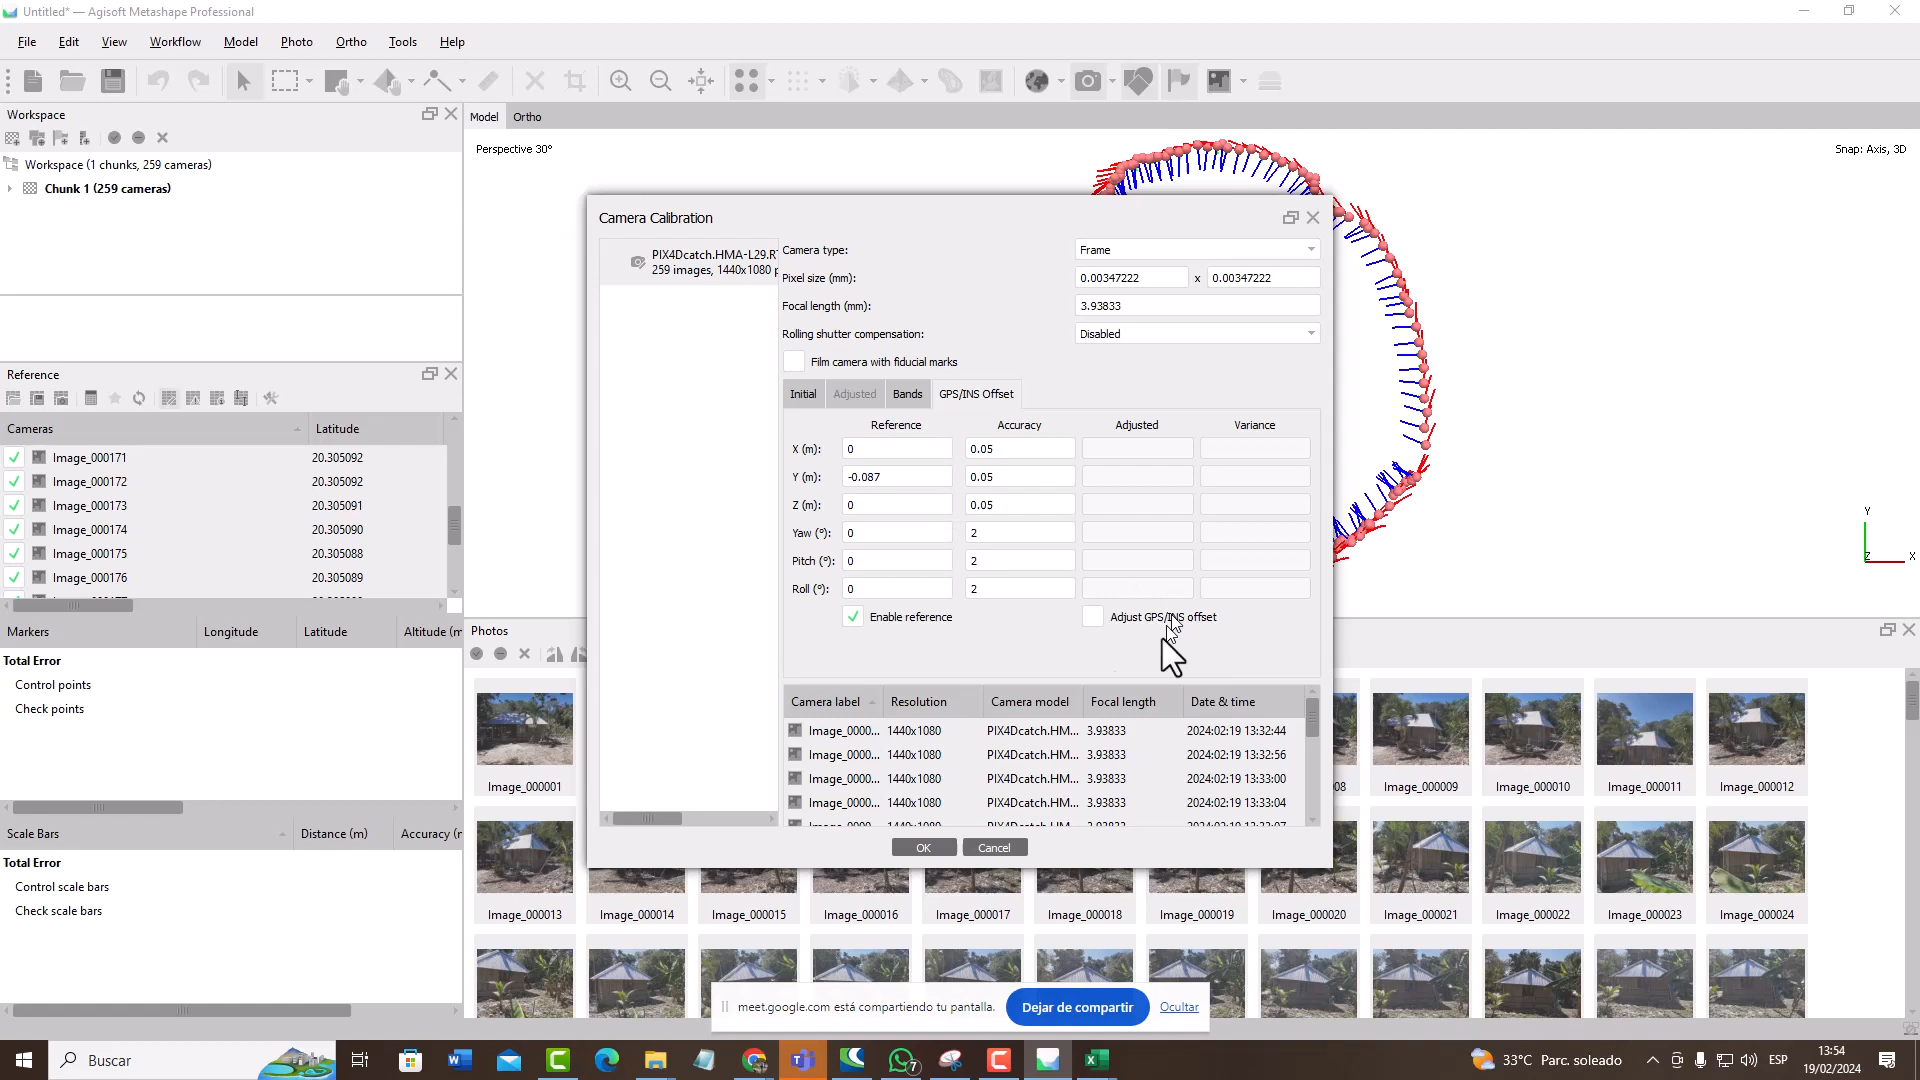 Untitled* — Agisoft Metashape Professional
File Edit View Workflow Model Photo Ortho Tools Help
Workspace
Workspace (1 chunks, 259 cameras)
Chunk 1 (259 cameras)
Model Ortho
Perspective 30°
Snap: Axis, 3D
Y
Z X
Reference
Cameras Latitude
Image_000171 20.305092
Image_000172 20.305092
Image_000173 20.305091
Image_000174 20.305090
Image_000175 20.305088
Image_000176 20.305089
Markers Longitude Latitude Altitude (m
Total Error
Control points
Check points
Scale Bars Distance (m) Accuracy (r
Total Error
Control scale bars
Check scale bars
Camera Calibration
PIX4Dcatch.HMA-L29.R
259 images, 1440x1080 p
Camera type: Frame
Pixel size (mm): 0.00347222 x 0.00347222
Focal length (mm): 3.93833
Rolling shutter compensation: Disabled
Film camera with fiducial marks
Initial Adjusted Bands GPS/INS Offset
Reference Accuracy Adjusted Variance
X (m): 0 0.05
Y (m): -0.087 0.05
Z (m): 0 0.05
Yaw (°): 0 2
Pitch (°): 0 2
Roll (°): 0 2
Enable reference Adjust GPS/INS offset
Camera label Resolution Camera model Focal length Date & time
Image_0000... 1440x1080 PIX4Dcatch.HM... 3.93833 2024:02:19 13:32:44
Image_0000... 1440x1080 PIX4Dcatch.HM... 3.93833 2024:02:19 13:32:56
Image_0000... 1440x1080 PIX4Dcatch.HM... 3.93833 2024:02:19 13:33:00
Image_0000... 1440x1080 PIX4Dcatch.HM... 3.93833 2024:02:19 13:33:04
OK Cancel
Photos
Image_000001 08 Image_000009 Image_000010 Image_000011 Image_000012
Image_000013 Image_000014 Image_000015 Image_000016 Image_000017 Image_000018 Image_000019 Image_000020 Image_000021 Image_000022 Image_000023 Image_000024
meet.google.com está compartiendo tu pantalla. Dejar de compartir Ocultar
Buscar
7
33°C Parc. soleado
ESP
13:54
19/02/2024